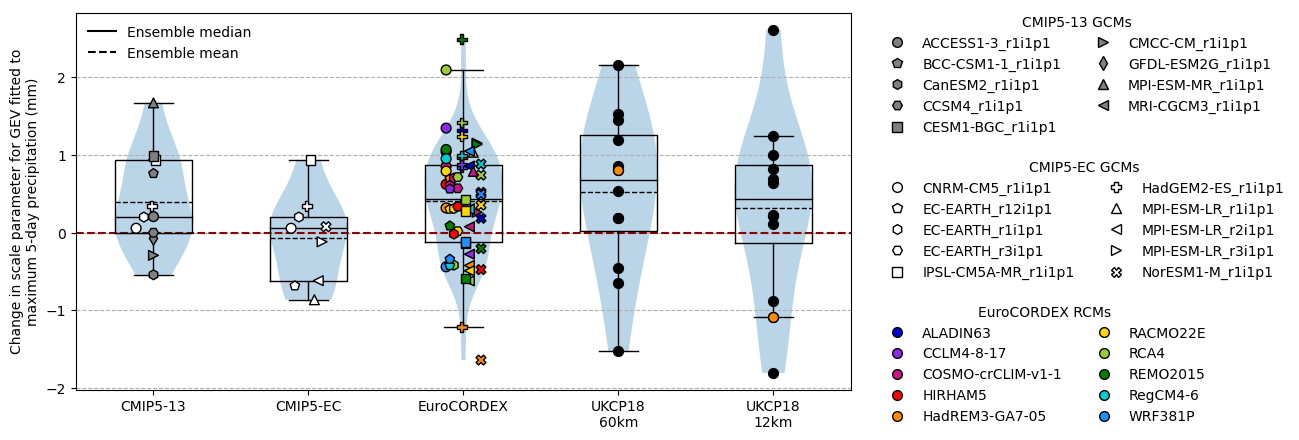 Change in scale parameter for GEV fitted to
maximum 5-day precipitation (mm)
Ensemble median
Ensemble mean
2
1
0
−1
−2
CMIP5-13
CMIP5-EC
EuroCORDEX
UKCP18
60km
UKCP18
12km
CMIP5-13 GCMs
ACCESS1-3_r1i1p1
BCC-CSM1-1_r1i1p1
CanESM2_r1i1p1
CCSM4_r1i1p1
CESM1-BGC_r1i1p1
CMCC-CM_r1i1p1
GFDL-ESM2G_r1i1p1
MPI-ESM-MR_r1i1p1
MRI-CGCM3_r1i1p1
CMIP5-EC GCMs
CNRM-CM5_r1i1p1
EC-EARTH_r12i1p1
EC-EARTH_r1i1p1
EC-EARTH_r3i1p1
IPSL-CM5A-MR_r1i1p1
HadGEM2-ES_r1i1p1
MPI-ESM-LR_r1i1p1
MPI-ESM-LR_r2i1p1
MPI-ESM-LR_r3i1p1
NorESM1-M_r1i1p1
EuroCORDEX RCMs
ALADIN63
CCLM4-8-17
COSMO-crCLIM-v1-1
HIRHAM5
HadREM3-GA7-05
RACMO22E
RCA4
REMO2015
RegCM4-6
WRF381P